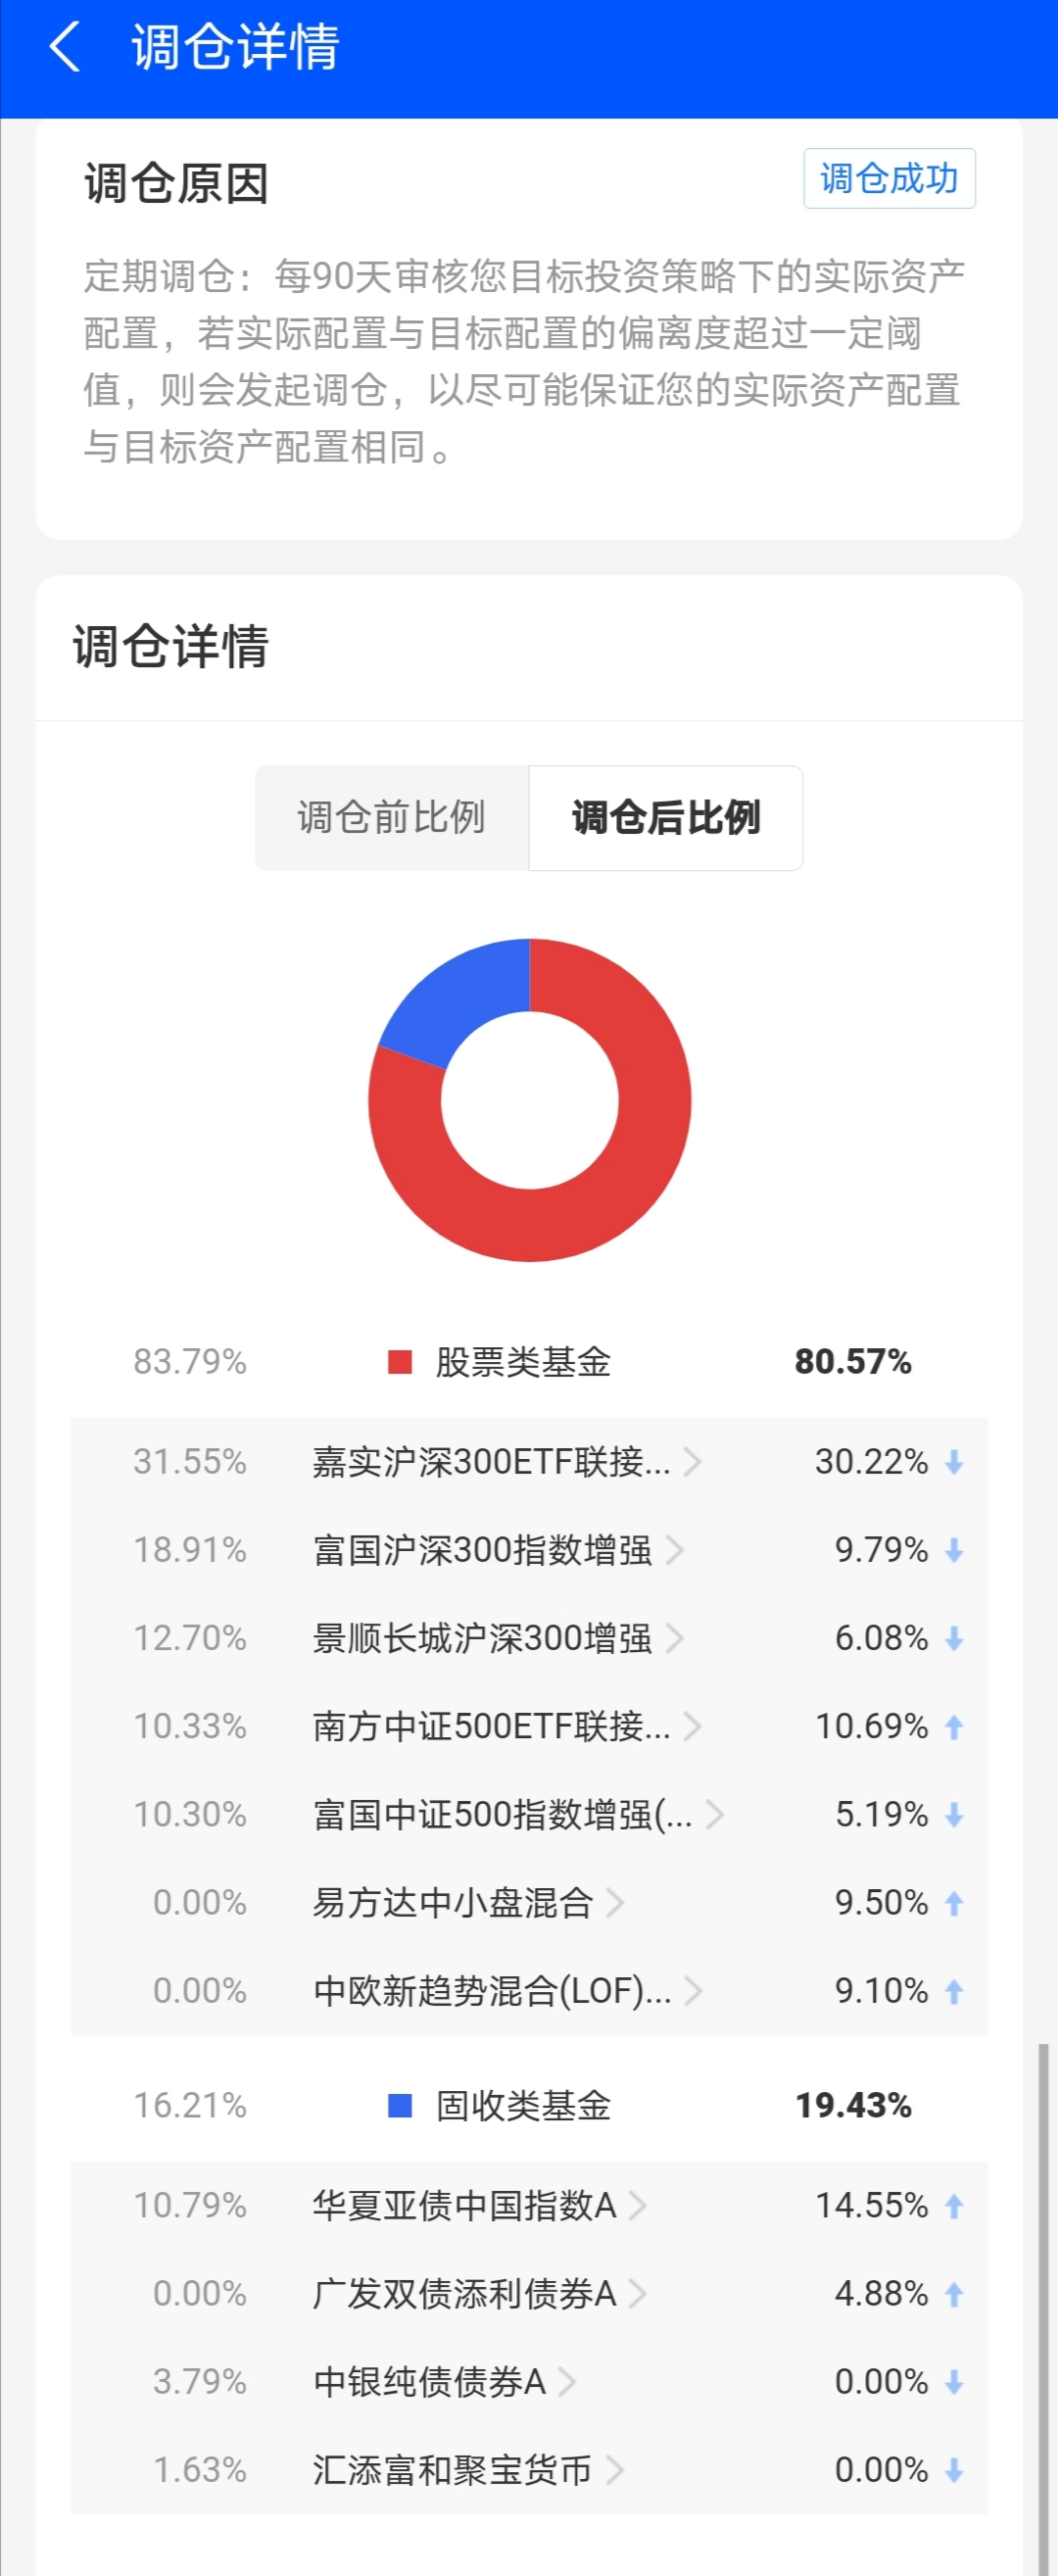 调仓详情
调仓原因
调仓成功
定期调仓：每90天审核您目标投资策略下的实际资产
配置，若实际配置与目标配置的偏离度超过一定阈
值，则会发起调仓，以尽可能保证您的实际资产配置
与目标资产配置相同。
调仓详情
调仓前比例 调仓后比例
83.79% 股票类基金 80.57%
31.55% 嘉实沪深300ETF联接... 30.22%
18.91% 富国沪深300指数增强 9.79%
12.70% 景顺长城沪深300增强 6.08%
10.33% 南方中证500ETF联接... 10.69%
10.30% 富国中证500指数增强(... 5.19%
0.00% 易方达中小盘混合 9.50%
0.00% 中欧新趋势混合(LOF)... 9.10%
16.21% 固收类基金 19.43%
10.79% 华夏亚债中国指数A 14.55%
0.00% 广发双债添利债券A 4.88%
3.79% 中银纯债债券A 0.00%
1.63% 汇添富和聚宝货币 0.00%